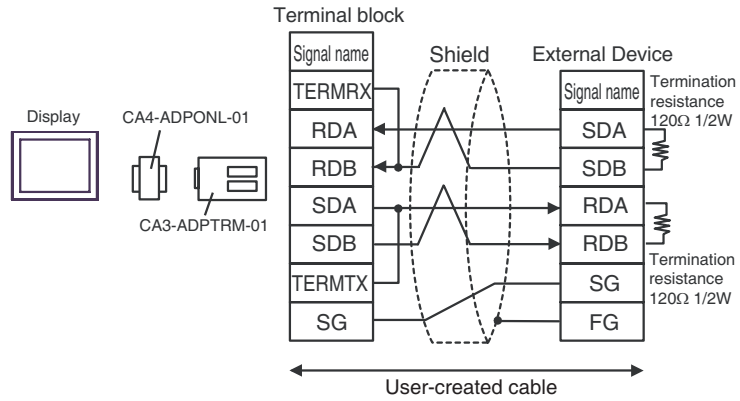 Terminal block
Shield
External Device
Signal name
TERMRX
RDA
RDB
SDA
SDB
TERMTX
SG
Signal name
SDA
SDB
RDA
RDB
SG
FG
Termination
resistance
120Ω 1/2W
Termination
resistance
120Ω 1/2W
Display
CA4-ADPONL-01
CA3-ADPTRM-01
User-created cable